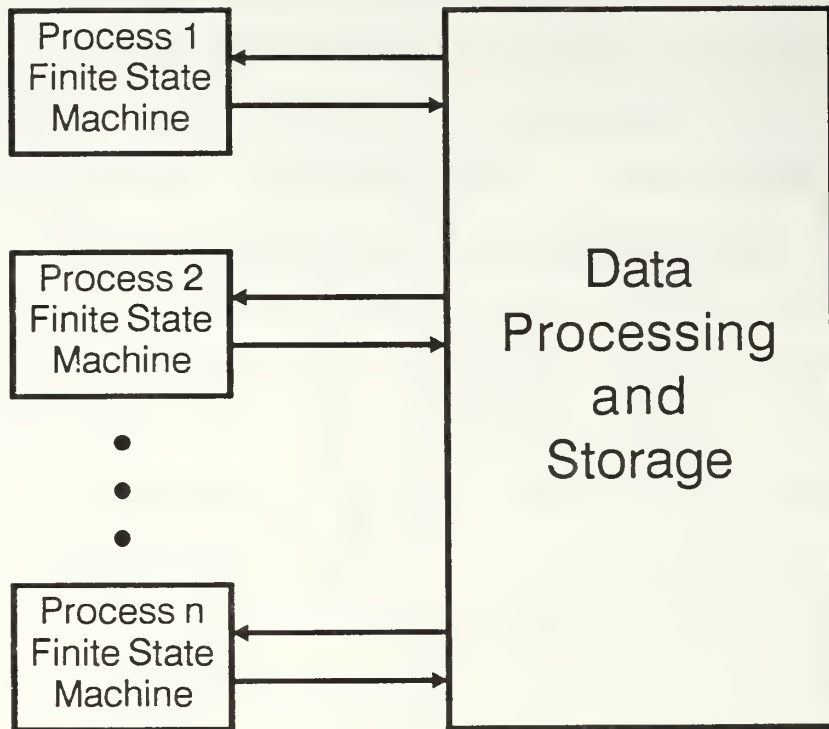 Process 1
Finite State
Machine
Process 2
Finite State
Machine
Process n
Finite State
Machine
Data
Processing
and
Storage